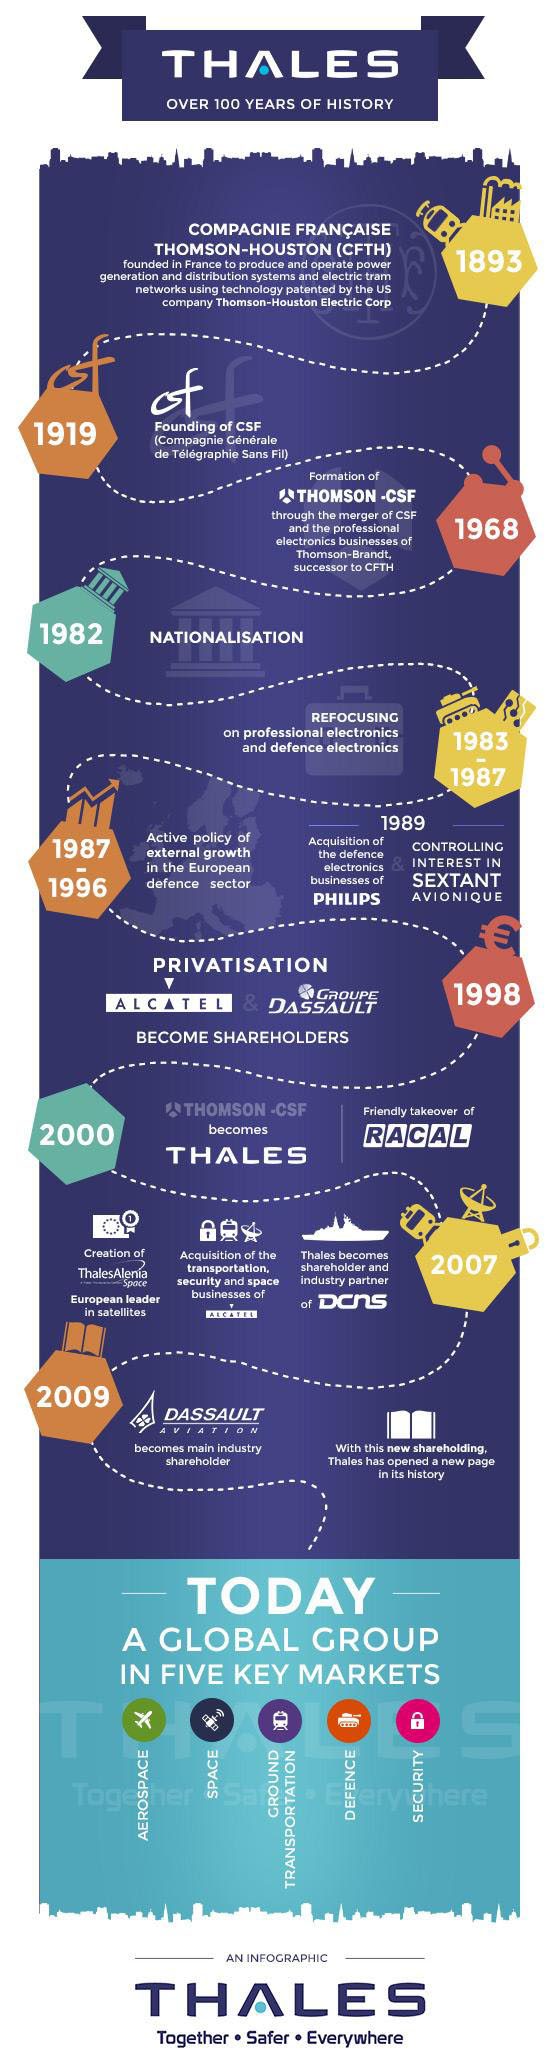 THALES
OVER 100 YEARS OF HISTORY
1893
COMPAGNIE FRANÇAISE
THOMSON-HOUSTON (CFTH)
founded in France to produce and operate power
generation and distribution systems and electric tram
networks using technology patented by the US
company Thomson-Houston Electric Corp
csf
1919
csf
Founding of CSF
(Compagnie Générale
de Télégraphie Sans Fil)
1968
Formation of
THOMSON -CSF
through the merger of CSF
and the professional
electronics businesses of
Thomson-Brandt,
successor to CFTH
1982
NATIONALISATION
1983
-
1987
REFOCUSING
on professional electronics
and defence electronics
1987
-
1996
Active policy of
external growth
in the European
defence sector
1989
Acquisition of
the defence
electronics
businesses of
PHILIPS
&
CONTROLLING
INTEREST IN
SEXTANT
AVIONIQUE
€
1998
PRIVATISATION
ALCATEL & GROUPE
DASSAULT
BECOME SHAREHOLDERS
2000
THOMSON -CSF
becomes
THALES
Friendly takeover of
RACAL
2007
1
Creation of
ThalesAlenia
Space
European leader
in satellites
Acquisition of the
transportation,
security and space
businesses of
ALCATEL
Thales becomes
shareholder and
industry partner
of DCNS
2009
DASSAULT
AVIATION
becomes main industry
shareholder
With this new shareholding,
Thales has opened a new page
in its history
TODAY
A GLOBAL GROUP
IN FIVE KEY MARKETS
THALES
Together • Safer • Everywhere
AEROSPACE
SPACE
GROUND
TRANSPORTATION
DEFENCE
SECURITY
AN INFOGRAPHIC
THALES
Together • Safer • Everywhere